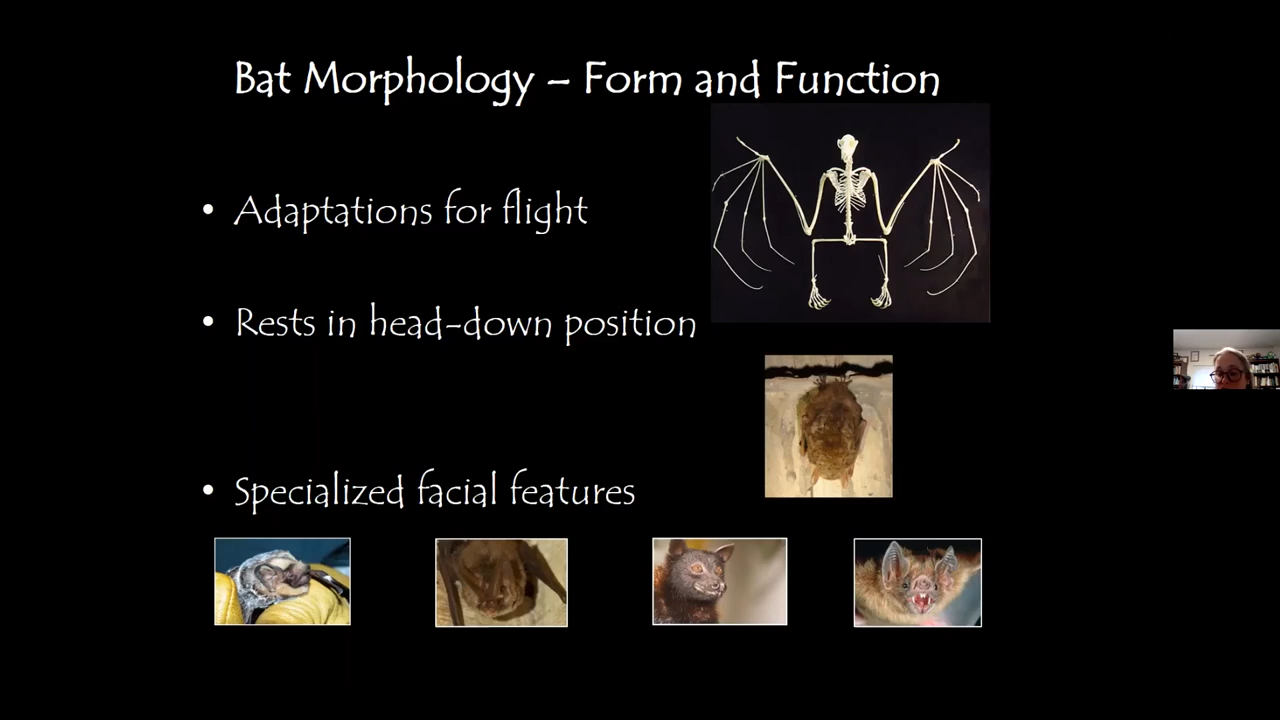 Bat Morphology – Form and Function
• Adaptations for flight
• Rests in head-down position
• Specialized facial features